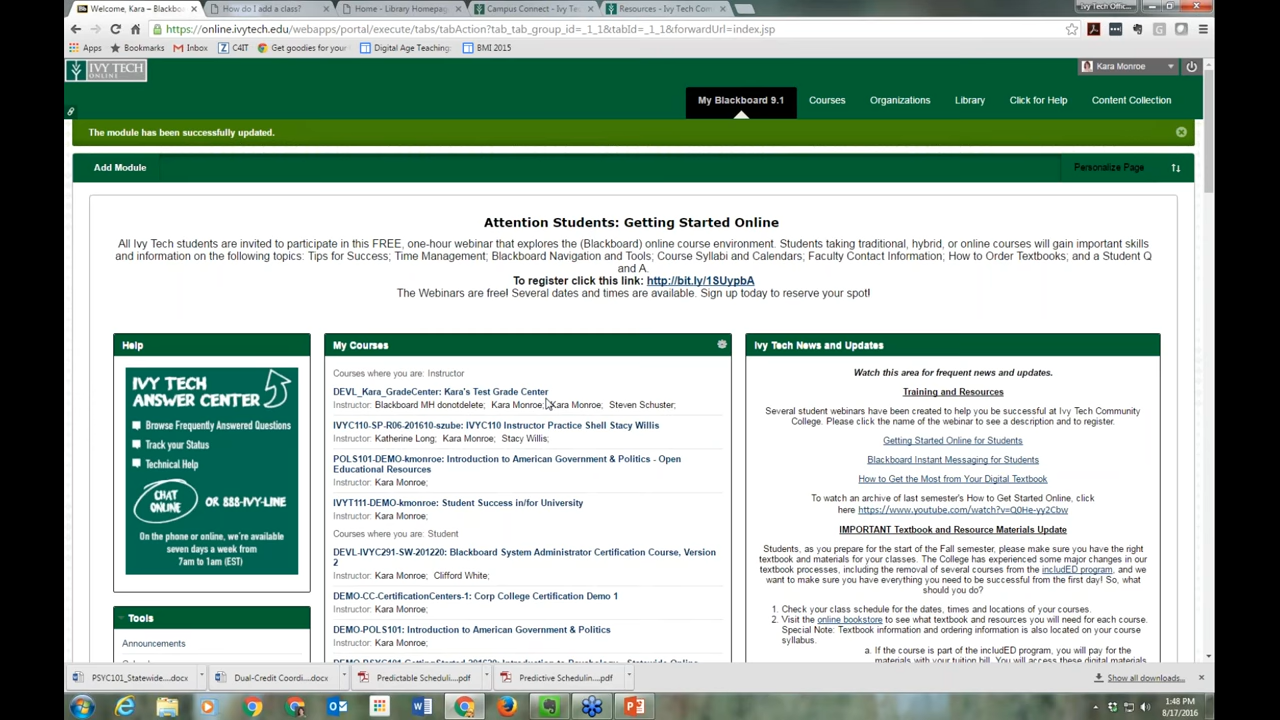 Welcome, Kara – Blackbo
How do I add a class?
Home - Library Homepag
Campus Connect - Ivy Te
Resources - Ivy Tech Com
Ivy Tech Offic...
https://online.ivytech.edu/webapps/portal/execute/tabs/tabAction?tab_tab_group_id=_1_1&tabId=_1_1&forwardUrl=index.jsp
Apps
Bookmarks
Inbox
C4IT
Get goodies for your
Digital Age Teaching
BMI 2015
IVY TECH
ONLINE
Kara Monroe
My Blackboard 9.1
Courses
Organizations
Library
Click for Help
Content Collection
The module has been successfully updated.
Add Module
Personalize Page
Attention Students: Getting Started Online
All Ivy Tech students are invited to participate in this FREE, one-hour webinar that explores the (Blackboard) online course environment. Students taking traditional, hybrid, or online courses will gain important skills
and information on the following topics: Tips for Success; Time Management; Blackboard Navigation and Tools; Course Syllabi and Calendars; Faculty Contact Information; How to Order Textbooks; and a Student Q
and A.
To register click this link: http://bit.ly/1SUypbA
The Webinars are free! Several dates and times are available. Sign up today to reserve your spot!
Help
IVY TECH
ANSWER CENTER
Browse Frequently Answered Questions
Track your Status
Technical Help
CHAT
ONLINE
OR 888-IVY-LINE
On the phone or online, we're available
seven days a week from
7am to 1am (EST)
Tools
Announcements
My Courses
Courses where you are: Instructor
DEVL_Kara_GradeCenter: Kara's Test Grade Center
Instructor: Blackboard MH donotdelete; Kara Monroe; Kara Monroe; Steven Schuster;
IVYC110-SP-R06-201610-szube: IVYC110 Instructor Practice Shell Stacy Willis
Instructor: Katherine Long; Kara Monroe; Stacy Willis;
POLS101-DEMO-kmonroe: Introduction to American Government & Politics - Open
Educational Resources
Instructor: Kara Monroe;
IVYT111-DEMO-kmonroe: Student Success in/for University
Instructor: Kara Monroe;
Courses where you are: Student
DEVL-IVYC291-SW-201220: Blackboard System Administrator Certification Course, Version
2
Instructor: Kara Monroe; Clifford White;
DEMO-CC-CertificationCenters-1: Corp College Certification Demo 1
Instructor: Kara Monroe;
DEMO-POLS101: Introduction to American Government & Politics
Instructor: Kara Monroe;
Ivy Tech News and Updates
Watch this area for frequent news and updates.
Training and Resources
Several student webinars have been created to help you be successful at Ivy Tech Community
College. Please click the name of the webinar to see a description and to register.
Getting Started Online for Students
Blackboard Instant Messaging for Students
How to Get the Most from Your Digital Textbook
To watch an archive of last semester's How to Get Started Online, click
here https://www.youtube.com/watch?v=Q0He-yy2Cbw
IMPORTANT Textbook and Resource Materials Update
Students, as you prepare for the start of the Fall semester, please make sure you have the right
textbook and materials for your classes. The College has experienced some major changes in our
textbook processes, including the removal of several courses from the includED program, and we
want to make sure you have everything you need to be successful from the first day! So, what
should you do?
1. Check your class schedule for the dates, times and locations of your courses.
2. Visit the online bookstore to see what textbook and resources you will need for each course.
Special Note: Textbook information and ordering information is also located on your course
syllabus.
a. If the course is part of the includED program, you will pay for the
materials with your tuition bill. You will access these digital materials
PSYC101_Statewide....docx
Dual-Credit Coordi....docx
Predictable Scheduli....pdf
Predictive Schedulin....pdf
Show all downloads...
1:48 PM
8/17/2016